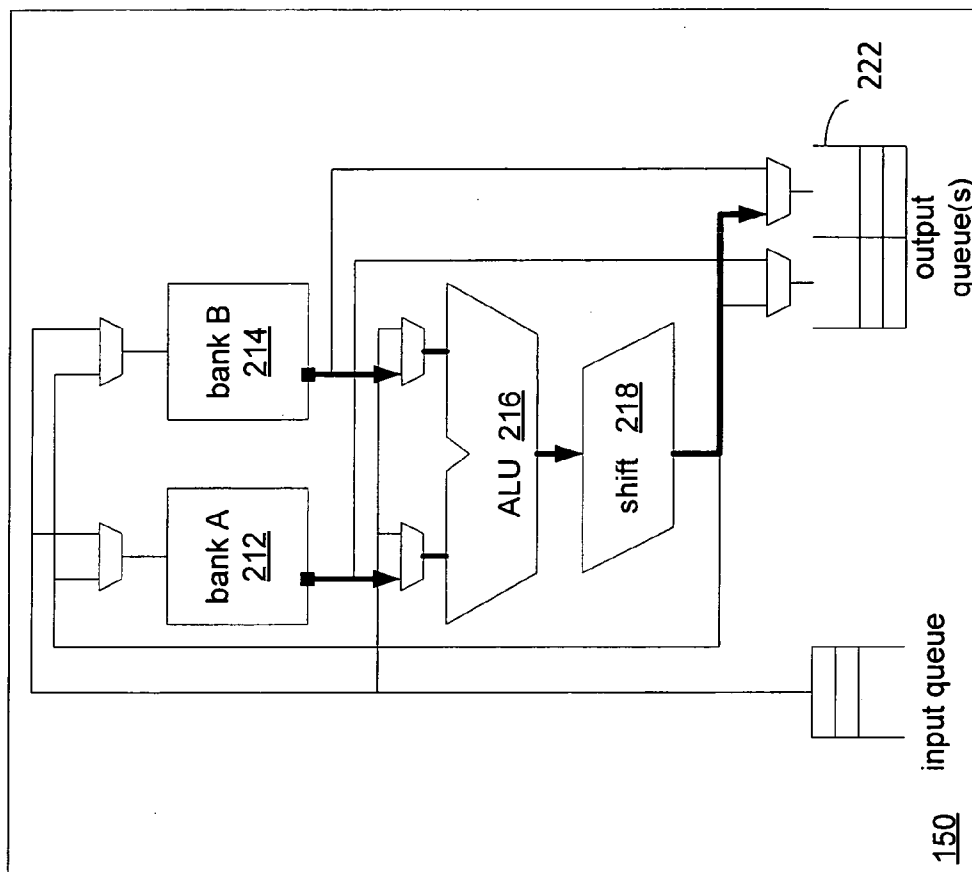 bank A
212
bank B
214
ALU 216
shift 218
222
input queue
output
queue(s)
150